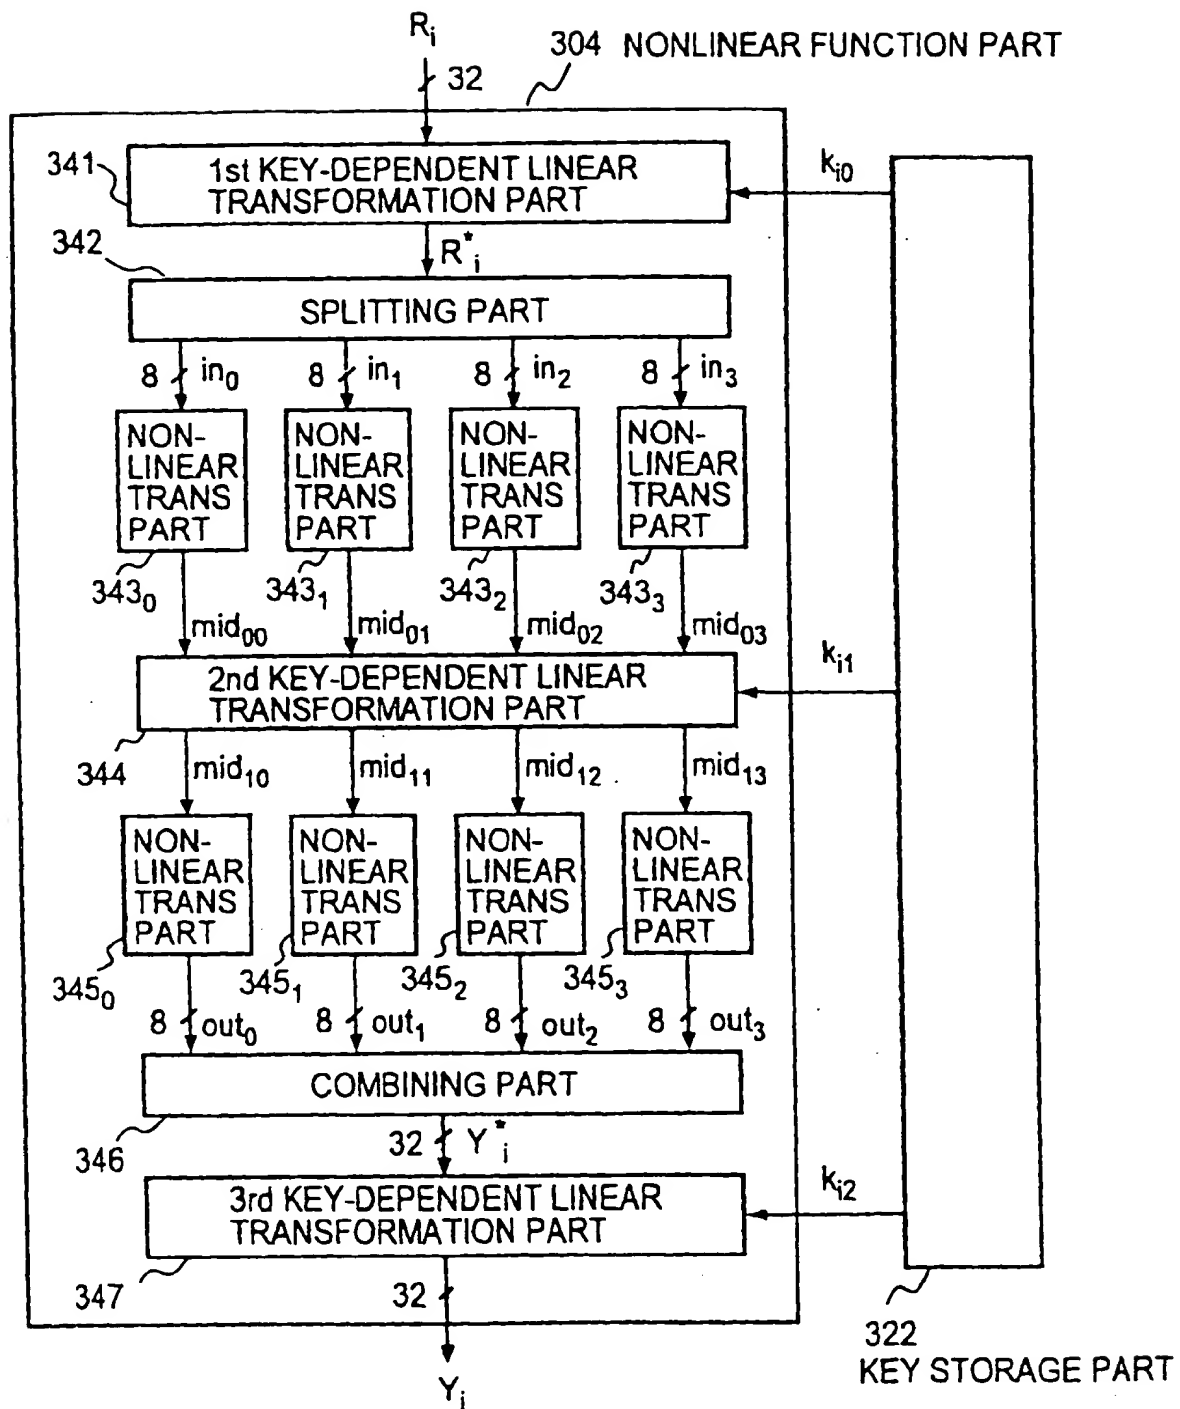 R_i
304 NONLINEAR FUNCTION PART
32
341
1st KEY-DEPENDENT LINEAR
TRANSFORMATION PART
k_i0
342
R*_i
SPLITTING PART
8 in_0
8 in_1
8 in_2
8 in_3
NON-
LINEAR
TRANS
PART
NON-
LINEAR
TRANS
PART
NON-
LINEAR
TRANS
PART
NON-
LINEAR
TRANS
PART
343_0
343_1
343_2
343_3
mid_00
mid_01
mid_02
mid_03
2nd KEY-DEPENDENT LINEAR
TRANSFORMATION PART
k_i1
344
mid_10
mid_11
mid_12
mid_13
NON-
LINEAR
TRANS
PART
NON-
LINEAR
TRANS
PART
NON-
LINEAR
TRANS
PART
NON-
LINEAR
TRANS
PART
345_0
345_1
345_2
345_3
8 out_0
8 out_1
8 out_2
8 out_3
COMBINING PART
346
32 Y*_i
3rd KEY-DEPENDENT LINEAR
TRANSFORMATION PART
k_i2
347
32
322
KEY STORAGE PART
Y_i